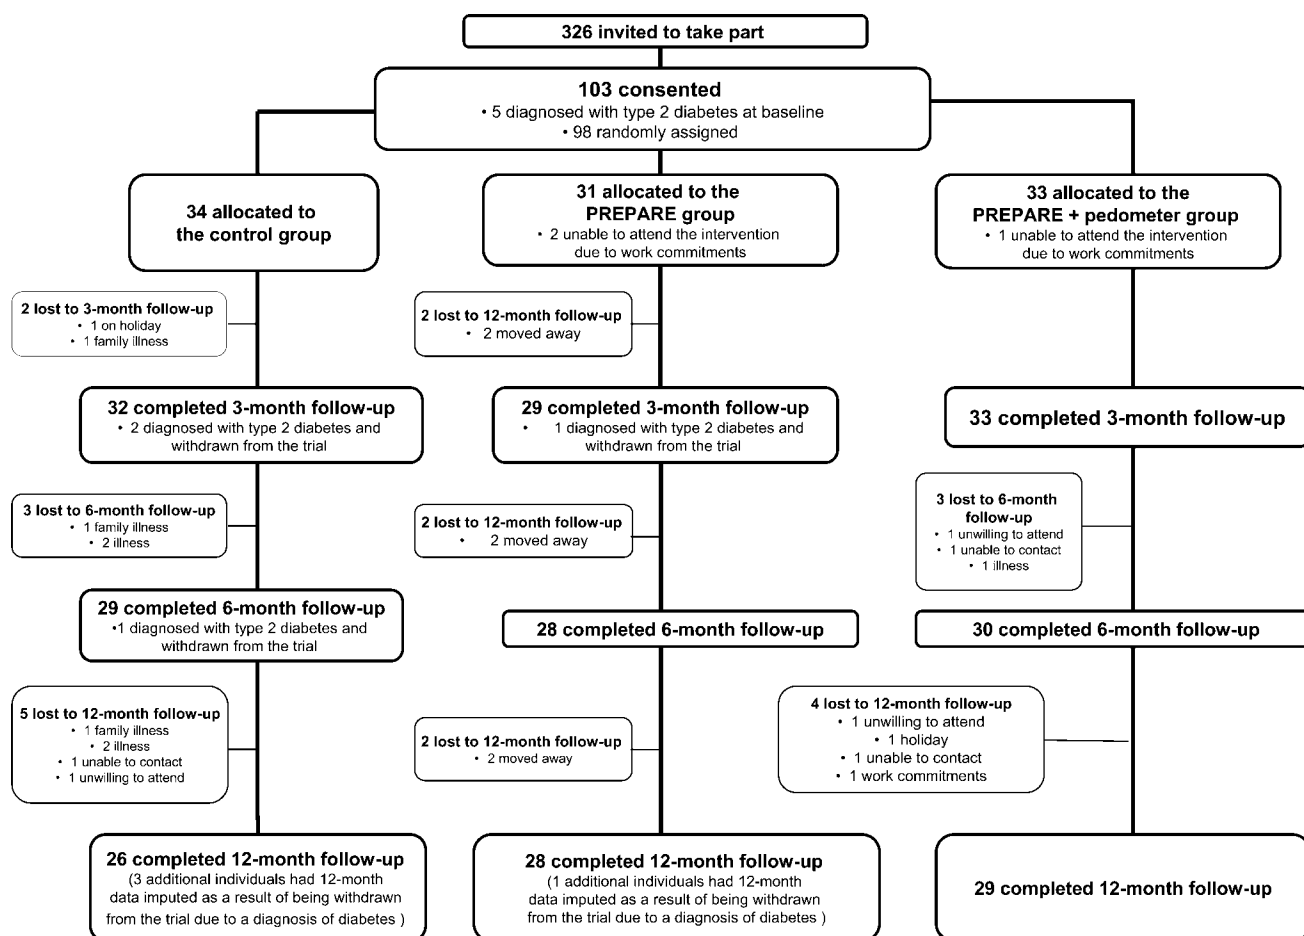 326 invited to take part
103 consented
• 5 diagnosed with type 2 diabetes at baseline
• 98 randomly assigned
34 allocated to
the control group
31 allocated to the
PREPARE group
• 2 unable to attend the intervention
due to work commitments
33 allocated to the
PREPARE + pedometer group
• 1 unable to attend the intervention
due to work commitments
2 lost to 3-month follow-up
• 1 on holiday
• 1 family illness
2 lost to 12-month follow-up
• 2 moved away
32 completed 3-month follow-up
• 2 diagnosed with type 2 diabetes and
withdrawn from the trial
29 completed 3-month follow-up
• 1 diagnosed with type 2 diabetes and
withdrawn from the trial
33 completed 3-month follow-up
3 lost to 6-month follow-up
• 1 family illness
• 2 illness
2 lost to 12-month follow-up
• 2 moved away
3 lost to 6-month
follow-up
• 1 unwilling to attend
• 1 unable to contact
• 1 illness
29 completed 6-month follow-up
•1 diagnosed with type 2 diabetes and
withdrawn from the trial
28 completed 6-month follow-up
30 completed 6-month follow-up
5 lost to 12-month follow-up
• 1 family illness
• 2 illness
• 1 unable to contact
• 1 unwilling to attend
2 lost to 12-month follow-up
• 2 moved away
4 lost to 12-month follow-up
• 1 unwilling to attend
• 1 holiday
• 1 unable to contact
• 1 work commitments
26 completed 12-month follow-up
(3 additional individuals had 12-month
data imputed as a result of being withdrawn
from the trial due to a diagnosis of diabetes )
28 completed 12-month follow-up
(1 additional individuals had 12-month
data imputed as a result of being withdrawn
from the trial due to a diagnosis of diabetes )
29 completed 12-month follow-up